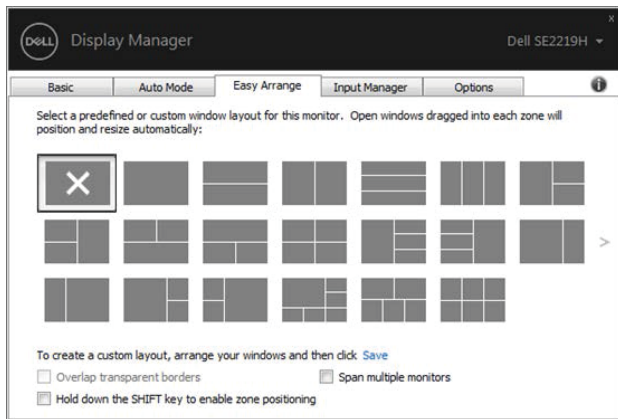 DELL Display Manager
Dell SE2219H
Basic Auto Mode Easy Arrange Input Manager Options
Select a predefined or custom window layout for this monitor. Open windows dragged into each zone will
position and resize automatically:
To create a custom layout, arrange your windows and then click Save
Overlap transparent borders
Span multiple monitors
Hold down the SHIFT key to enable zone positioning